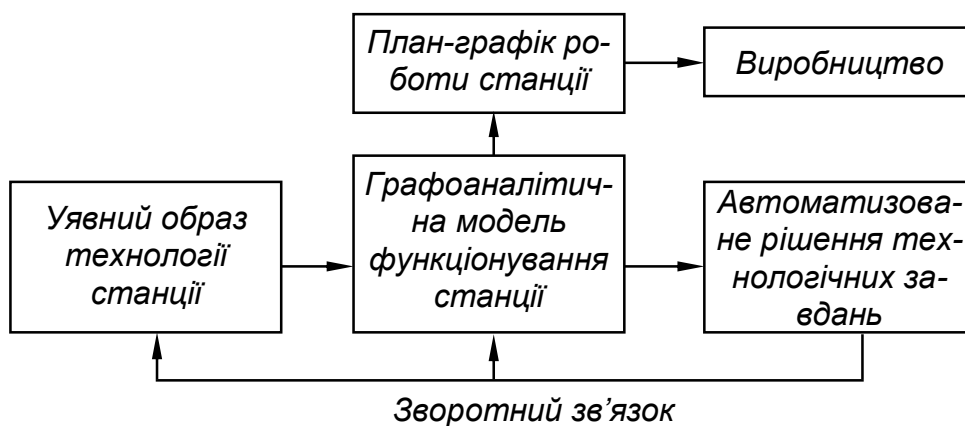 План-графік ро-
боти станції
Виробництво
Уявний образ
технології
станції
Графоаналітич-
на модель
функціонування
станції
Автоматизова-
не рішення тех-
нологічних за-
вдань
Зворотний зв’язок